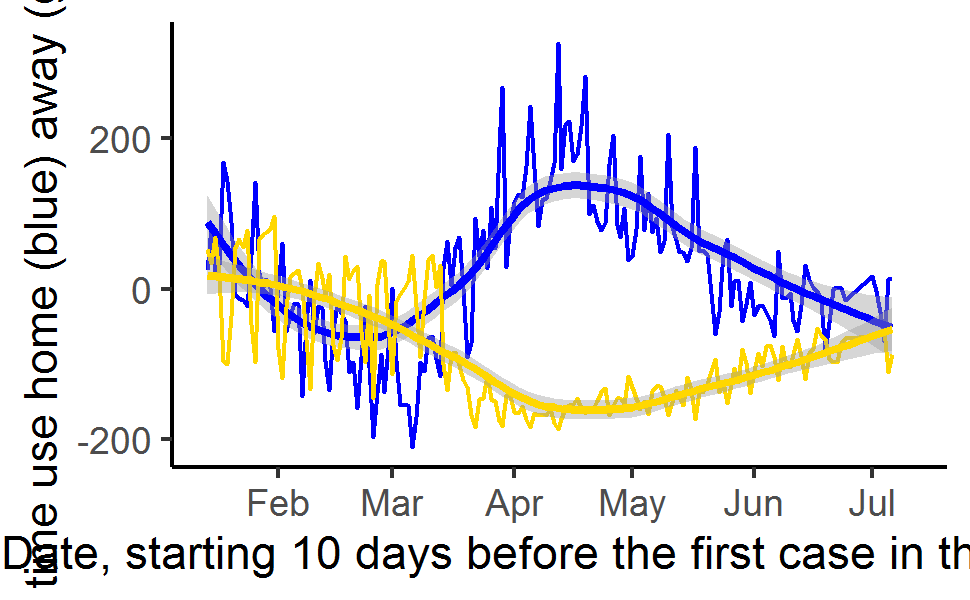 time use home (blue) away (
200
0
-200
Feb Mar Apr May Jun Jul
Date, starting 10 days before the first case in th